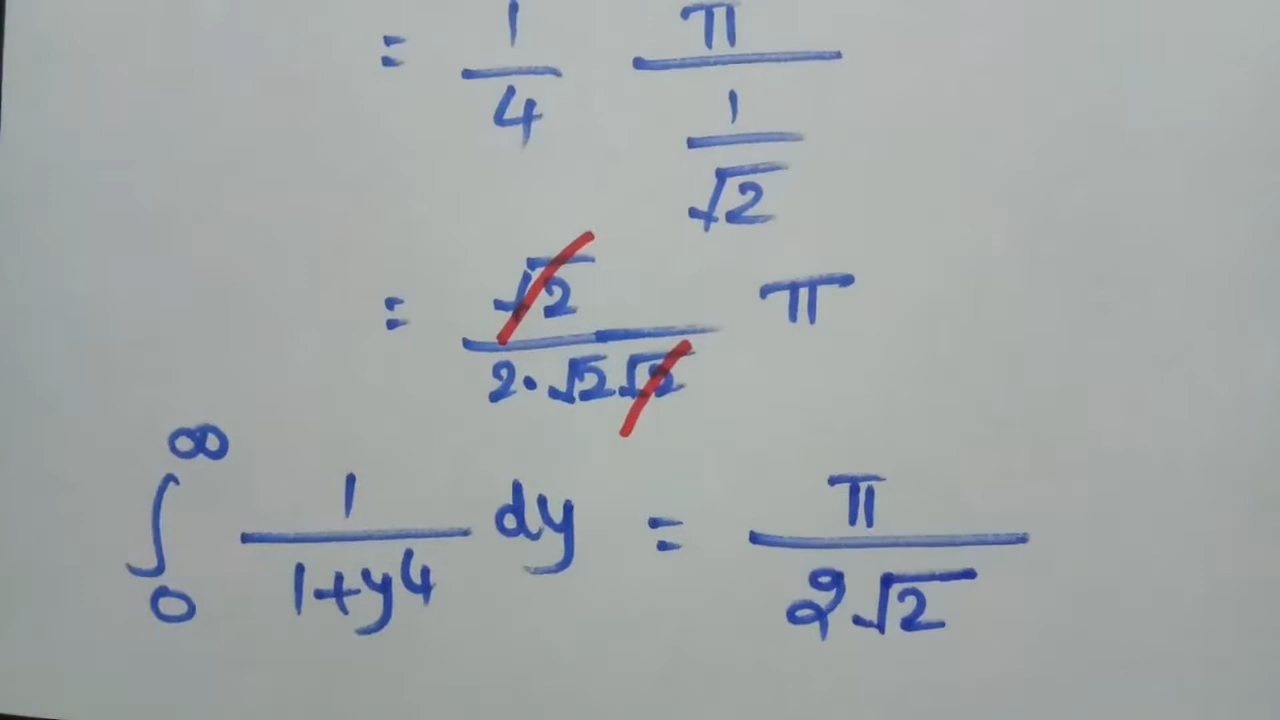 = 1/4 π/(1/√2)
= √2/(2·√2√2) π
∫₀^∞ 1/(1+y⁴) dy = π/(2√2)